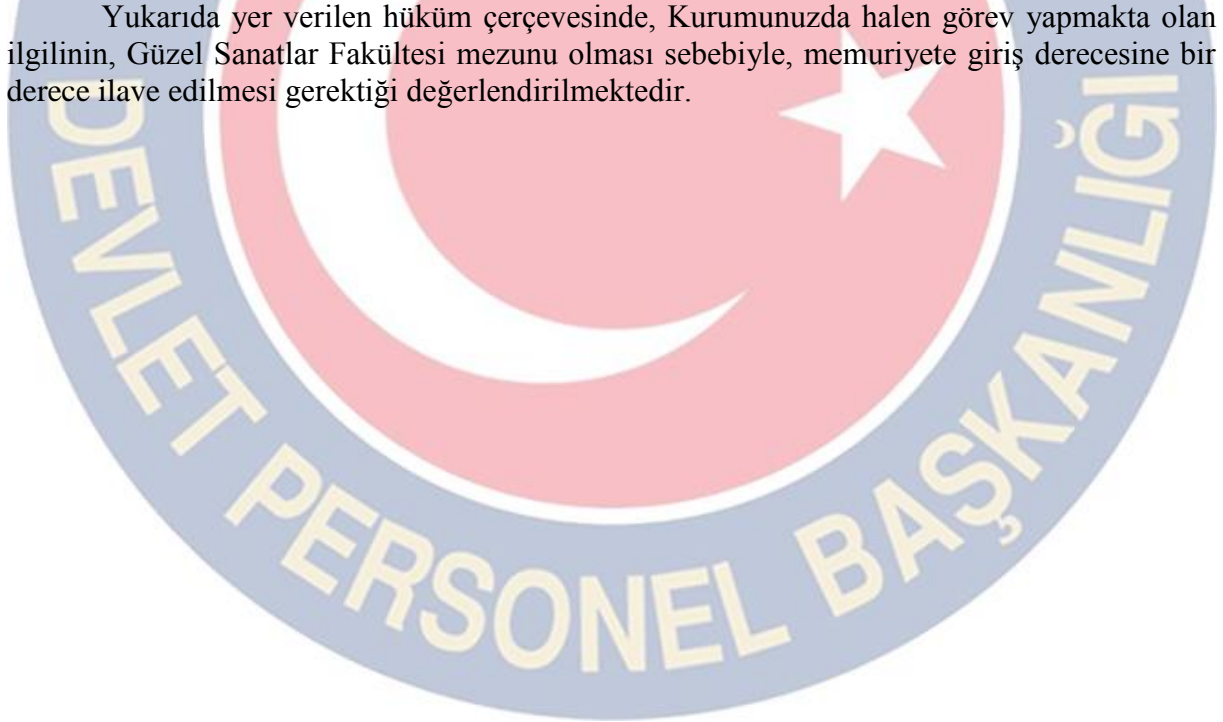 Yukarıda yer verilen hüküm çerçevesinde, Kurumunuzda halen görev yapmakta olan
ilgilinin, Güzel Sanatlar Fakültesi mezunu olması sebebiyle, memuriyete giriş derecesine bir
derece ilave edilmesi gerektiği değerlendirilmektedir.
DEVLET PERSONEL BAŞKANLIĞI